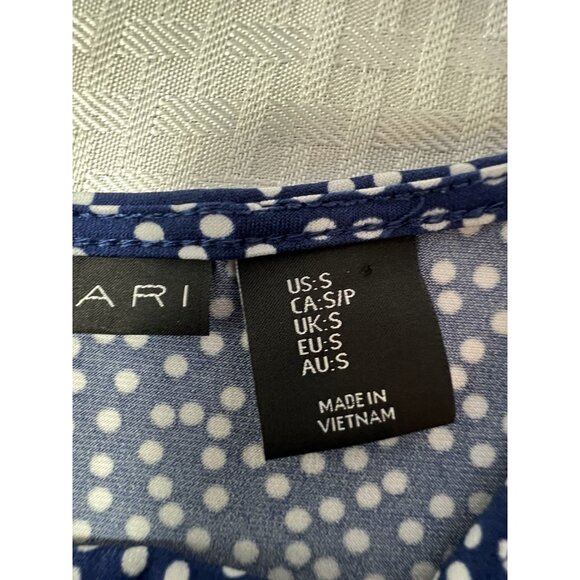 ARI
US:S
CA:S/P
UK:S
EU:S
AU:S
MADE IN
VIETNAM